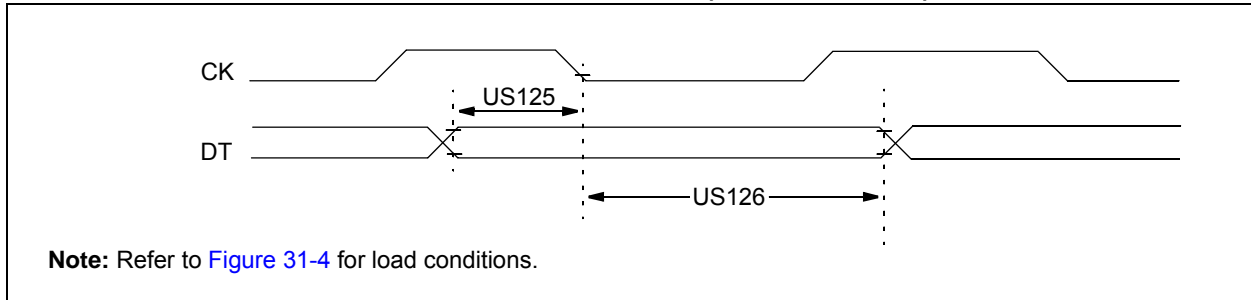 CK
US125
DT
US126
Note: Refer to Figure 31-4 for load conditions.